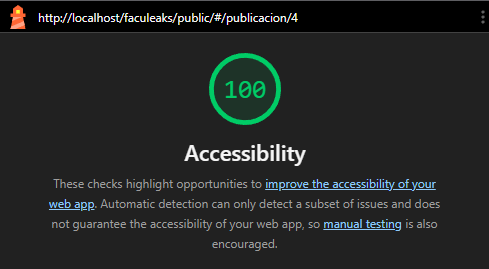 http://localhost/faculeaks/public/#/publicacion/4
100
Accessibility
These checks highlight opportunities to improve the accessibility of your
web app. Automatic detection can only detect a subset of issues and does
not guarantee the accessibility of your web app, so manual testing is also
encouraged.